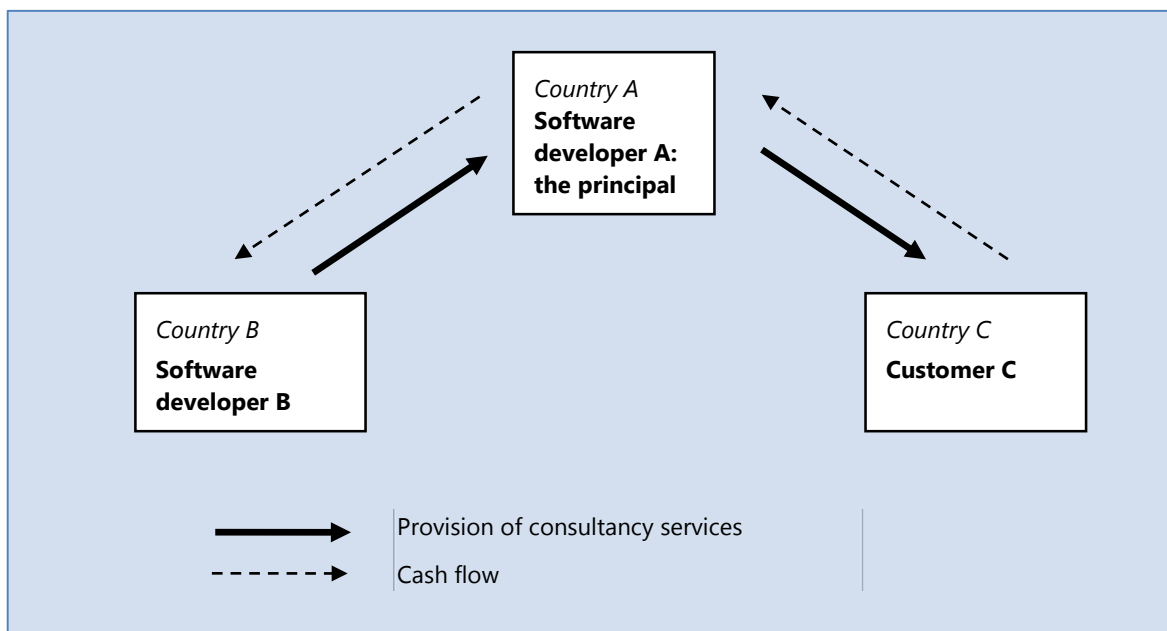 Country A
Software
developer A:
the principal
Country B
Software
developer B
Country C
Customer C
Provision of consultancy services
Cash flow